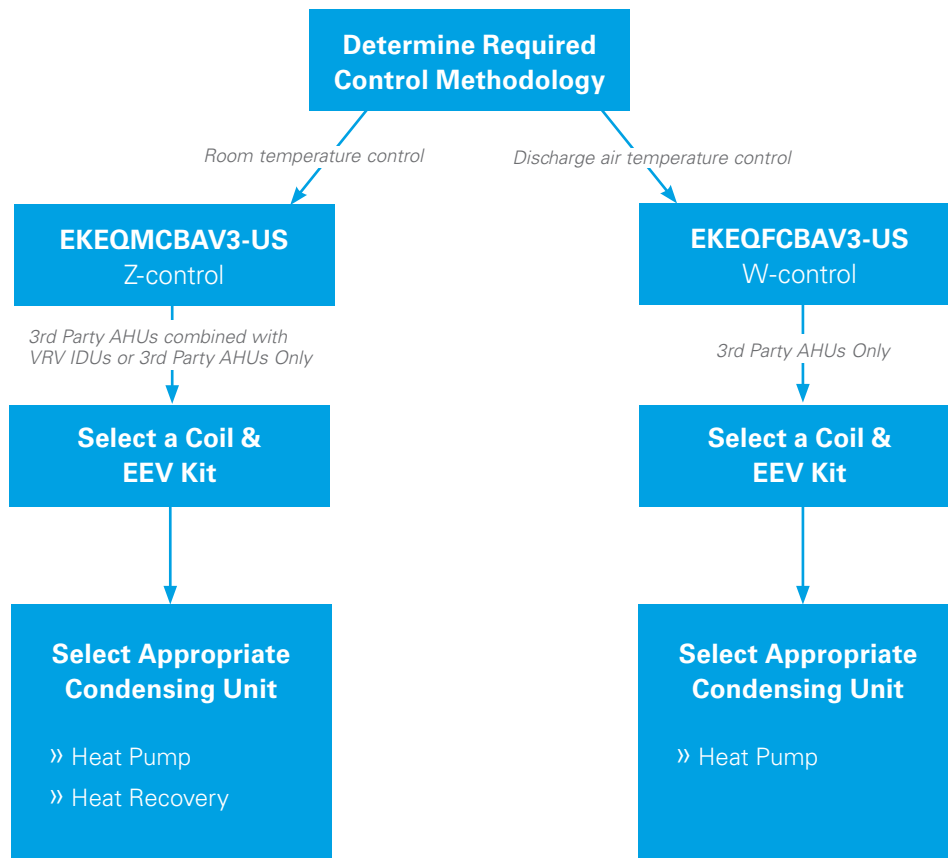 Determine Required
Control Methodology
Room temperature control
Discharge air temperature control
EKEQMCBAV3-US
Z-control
EKEQFCBAV3-US
W-control
3rd Party AHUs combined with
VRV IDUs or 3rd Party AHUs Only
3rd Party AHUs Only
Select a Coil &
EEV Kit
Select a Coil &
EEV Kit
Select Appropriate
Condensing Unit
» Heat Pump
» Heat Recovery
Select Appropriate
Condensing Unit
» Heat Pump